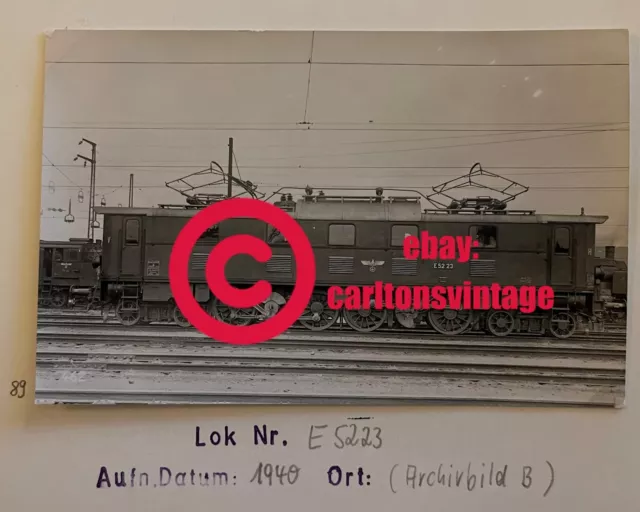 ©
ebay:
carltonsvintage
E 52 23
89
Lok Nr. E 5223
Aufn.Datum: 1940 Ort: (Archivbild B)